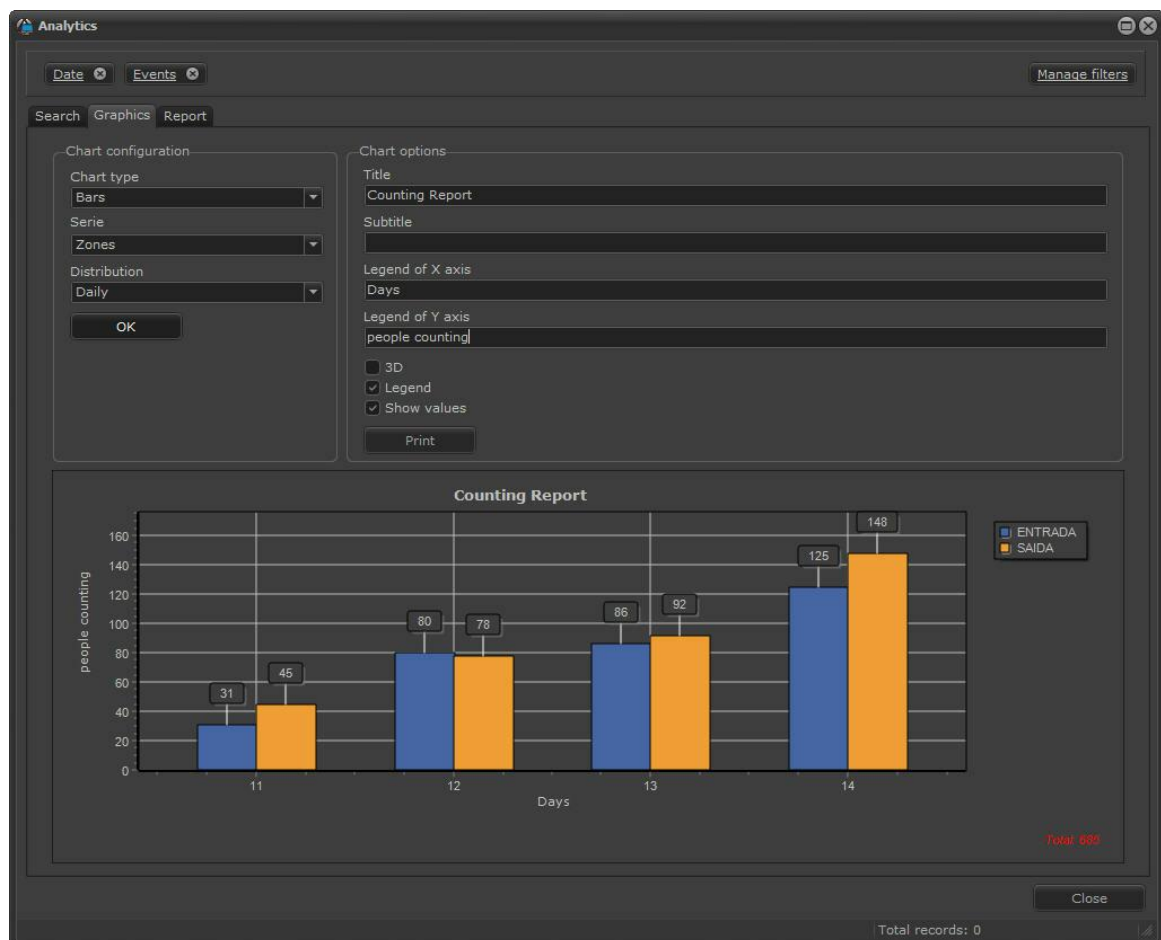 Analytics
Date Events Manage filters
Search Graphics Report
Chart configuration
Chart type
Bars
Serie
Zones
Distribution
Daily
OK
Chart options
Title
Counting Report
Subtitle
Legend of X axis
Days
Legend of Y axis
people counting
3D
Legend
Show values
Print
Counting Report
people counting
160
140
120
100
80
60
40
20
0
31
45
80
78
86
92
125
148
11 12 13 14
Days
ENTRADA
SAIDA
Total: 685
Close
Total records: 0